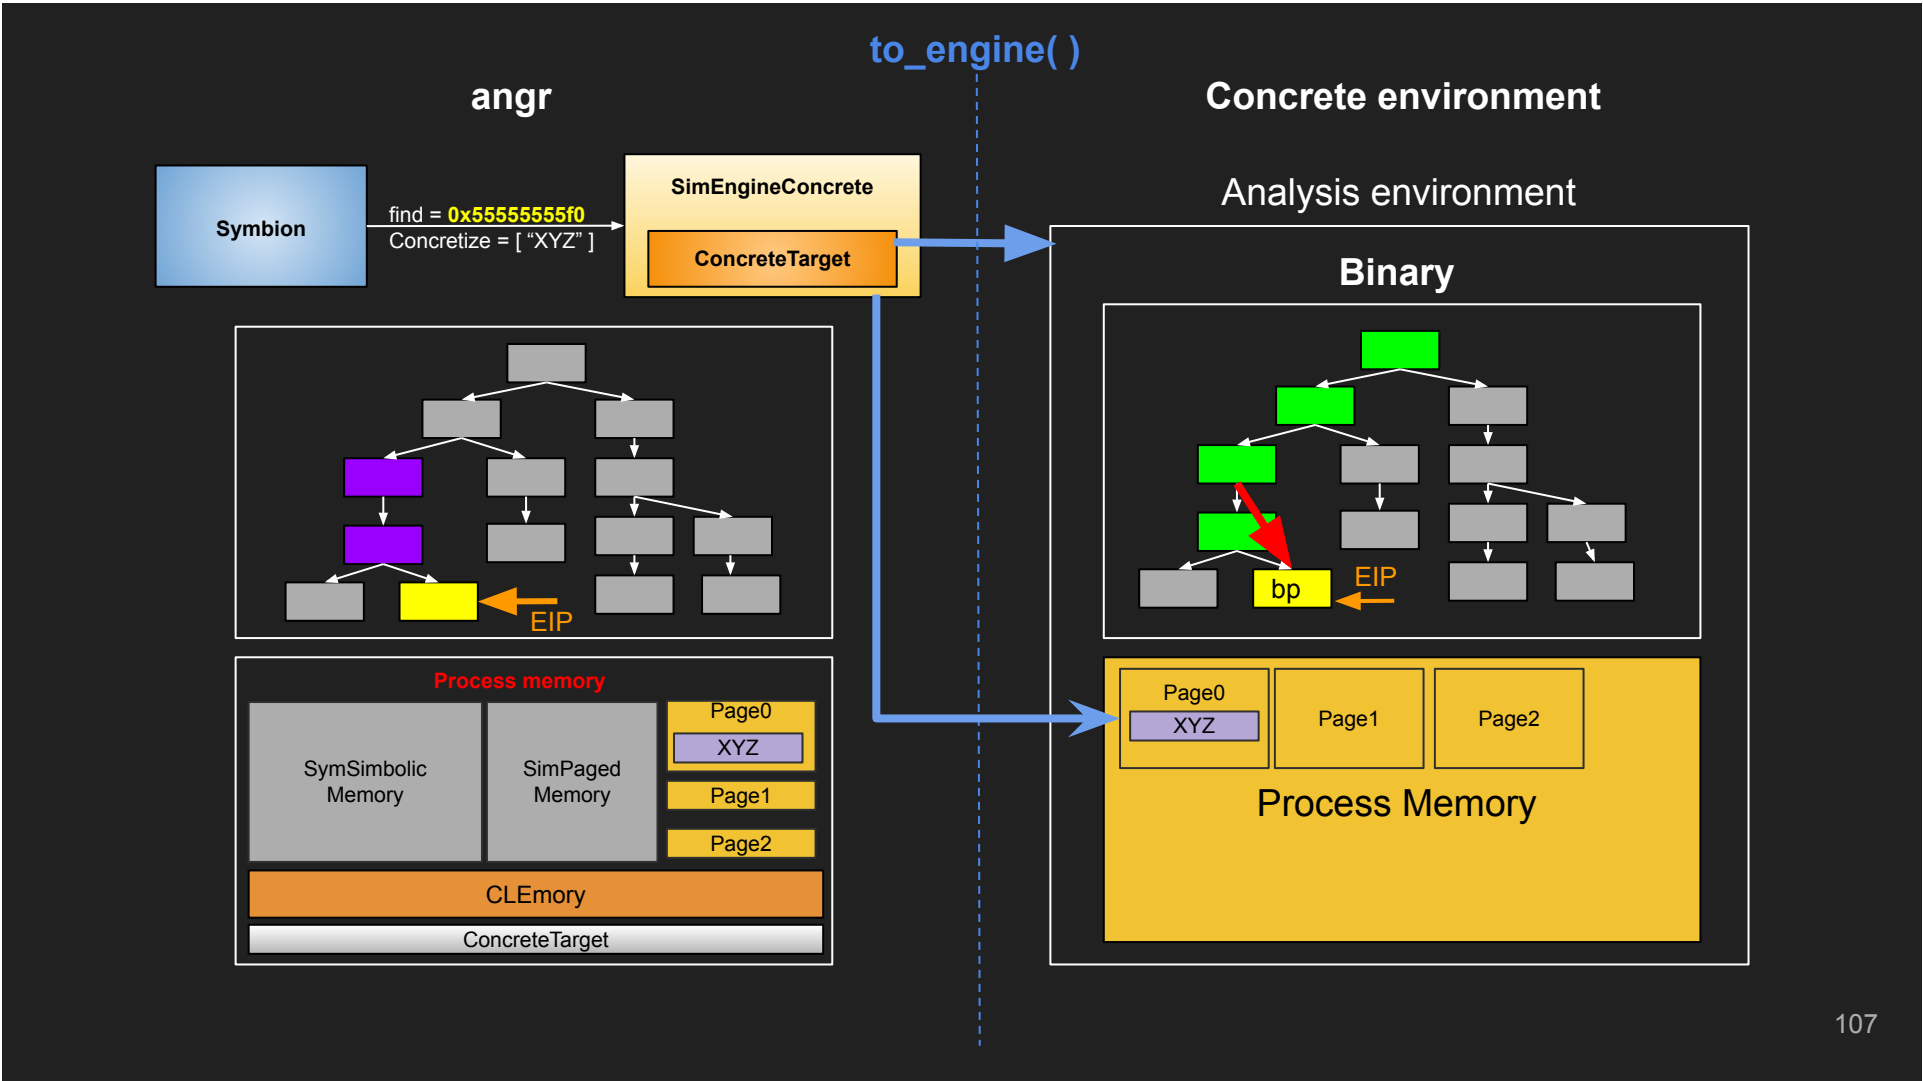 to_engine( )
angr
Concrete environment
Symbion
find = 0x55555555f0
Concretize = [ “XYZ” ]
SimEngineConcrete
ConcreteTarget
Analysis environment
Binary
EIP
bp
EIP
Process memory
SymSimbolic
Memory
SimPaged
Memory
Page0
XYZ
Page1
Page2
CLEmory
ConcreteTarget
Page0
XYZ
Page1
Page2
Process Memory
107